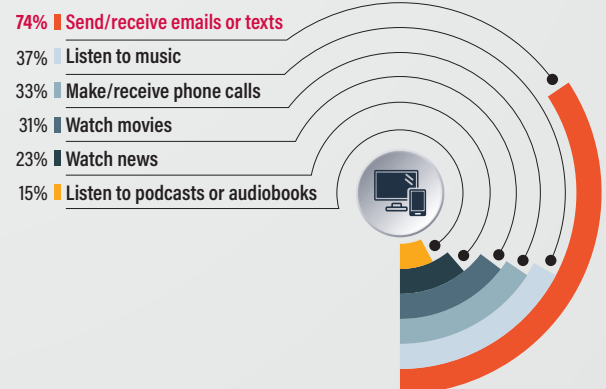 74% Send/receive emails or texts
37% Listen to music
33% Make/receive phone calls
31% Watch movies
23% Watch news
15% Listen to podcasts or audiobooks